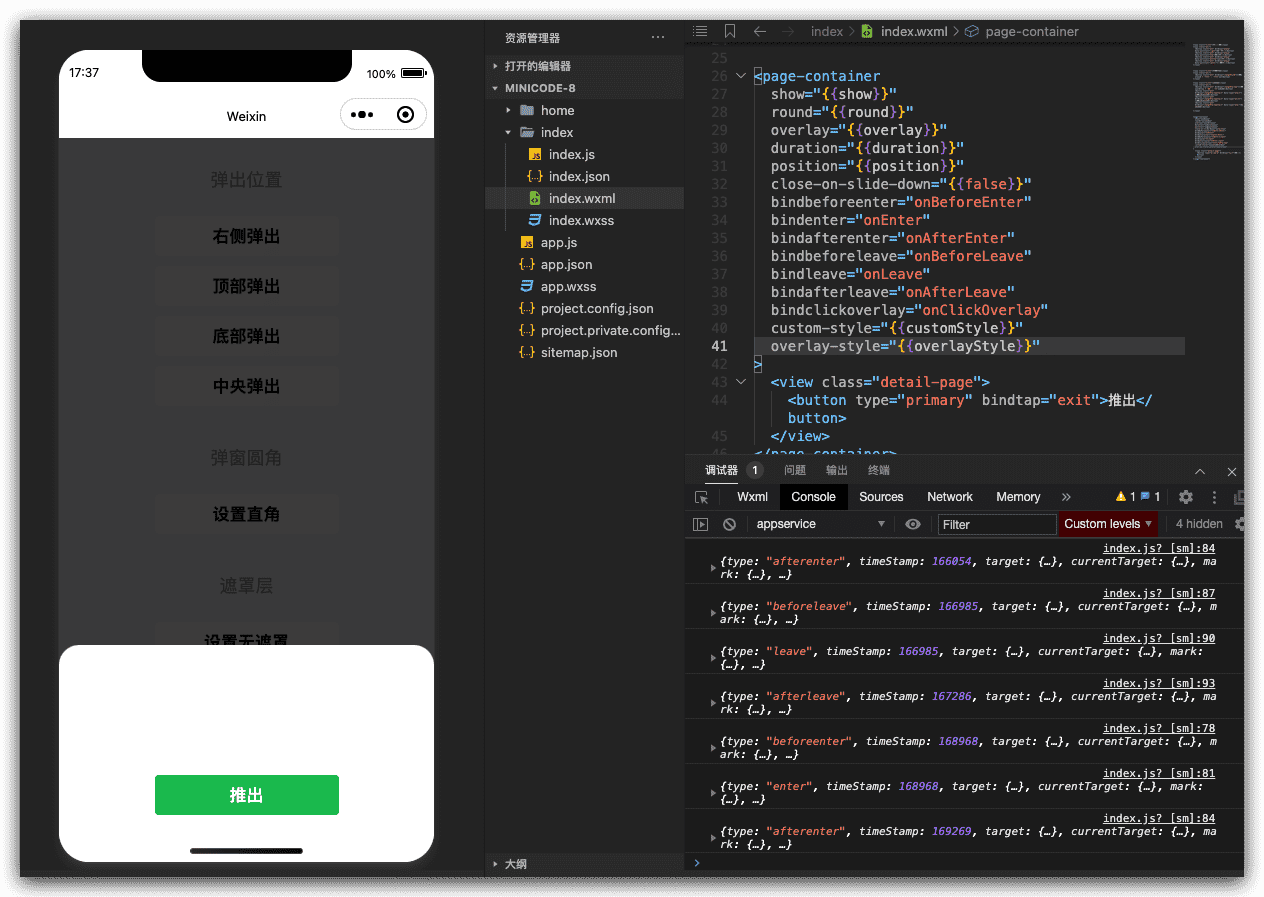 17:37
100%
Weixin
弹出位置
右侧弹出
顶部弹出
底部弹出
中央弹出
弹窗圆角
设置直角
遮罩层
设置无遮罩
推出
资源管理器
打开的编辑器
MINICODE-8
home
index
index.js
index.json
index.wxml
index.wxss
app.js
app.json
app.wxss
project.config.json
project.private.config...
sitemap.json
大纲
index > index.wxml > page-container
25
26 <page-container
27 show="{{show}}"
28 round="{{round}}"
29 overlay="{{overlay}}"
30 duration="{{duration}}"
31 position="{{position}}"
32 close-on-slide-down="{{false}}"
33 bindbeforeenter="onBeforeEnter"
34 bindenter="onEnter"
35 bindafterenter="onAfterEnter"
36 bindbeforeleave="onBeforeLeave"
37 bindleave="onLeave"
38 bindafterleave="onAfterLeave"
39 bindclickoverlay="onClickOverlay"
40 custom-style="{{customStyle}}"
41 overlay-style="{{overlayStyle}}"
42 >
43 <view class="detail-page">
44 <button type="primary" bindtap="exit">推出</
button>
45 </view>
46 </page-container>
调试器 1 问题 输出 终端
Wxml Console Sources Network Memory » 1 1
appservice Filter Custom levels 4 hidden
index.js? [sm]:84
{type: "afterenter", timeStamp: 166054, target: {…}, currentTarget: {…}, ma
rk: {…}, …}
index.js? [sm]:87
{type: "beforeleave", timeStamp: 166985, target: {…}, currentTarget: {…}, m
ark: {…}, …}
index.js? [sm]:90
{type: "leave", timeStamp: 166985, target: {…}, currentTarget: {…}, mark:
{…}, …}
index.js? [sm]:93
{type: "afterleave", timeStamp: 167286, target: {…}, currentTarget: {…}, ma
rk: {…}, …}
index.js? [sm]:78
{type: "beforeenter", timeStamp: 168968, target: {…}, currentTarget: {…}, m
ark: {…}, …}
index.js? [sm]:81
{type: "enter", timeStamp: 168968, target: {…}, currentTarget: {…}, mark:
{…}, …}
index.js? [sm]:84
{type: "afterenter", timeStamp: 169269, target: {…}, currentTarget: {…}, ma
rk: {…}, …}